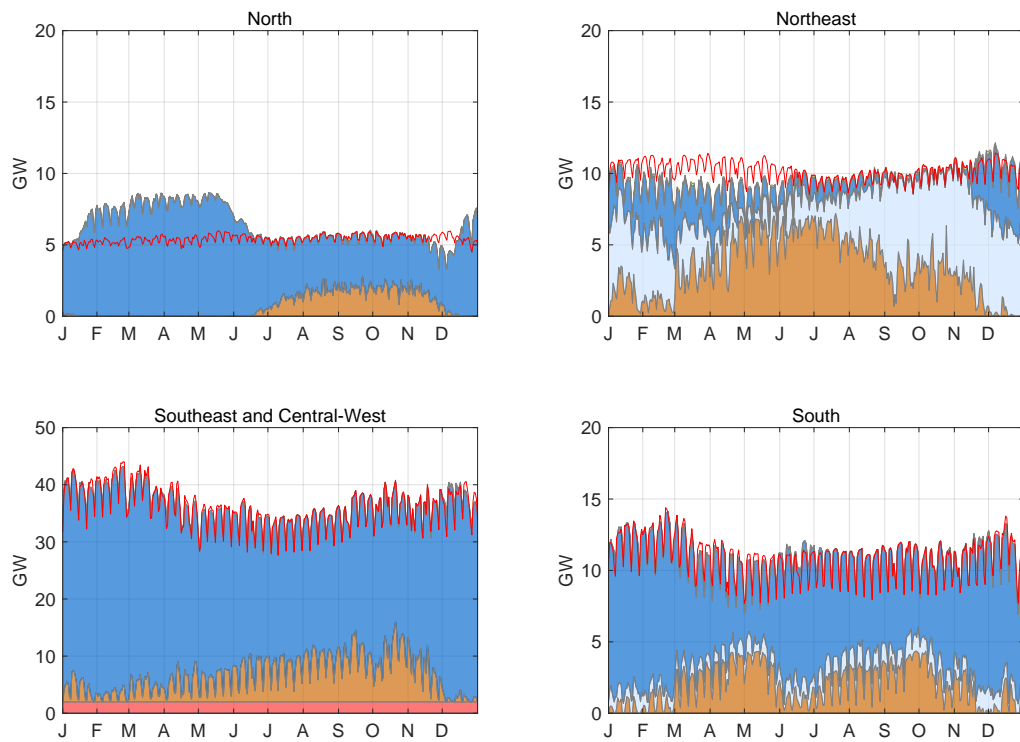 North
20
15
10
5
0
GW
J F M A M J J A S O N D
Northeast
20
15
10
5
0
GW
J F M A M J J A S O N D
Southeast and Central-West
50
40
30
20
10
0
GW
J F M A M J J A S O N D
South
20
15
10
5
0
GW
J F M A M J J A S O N D